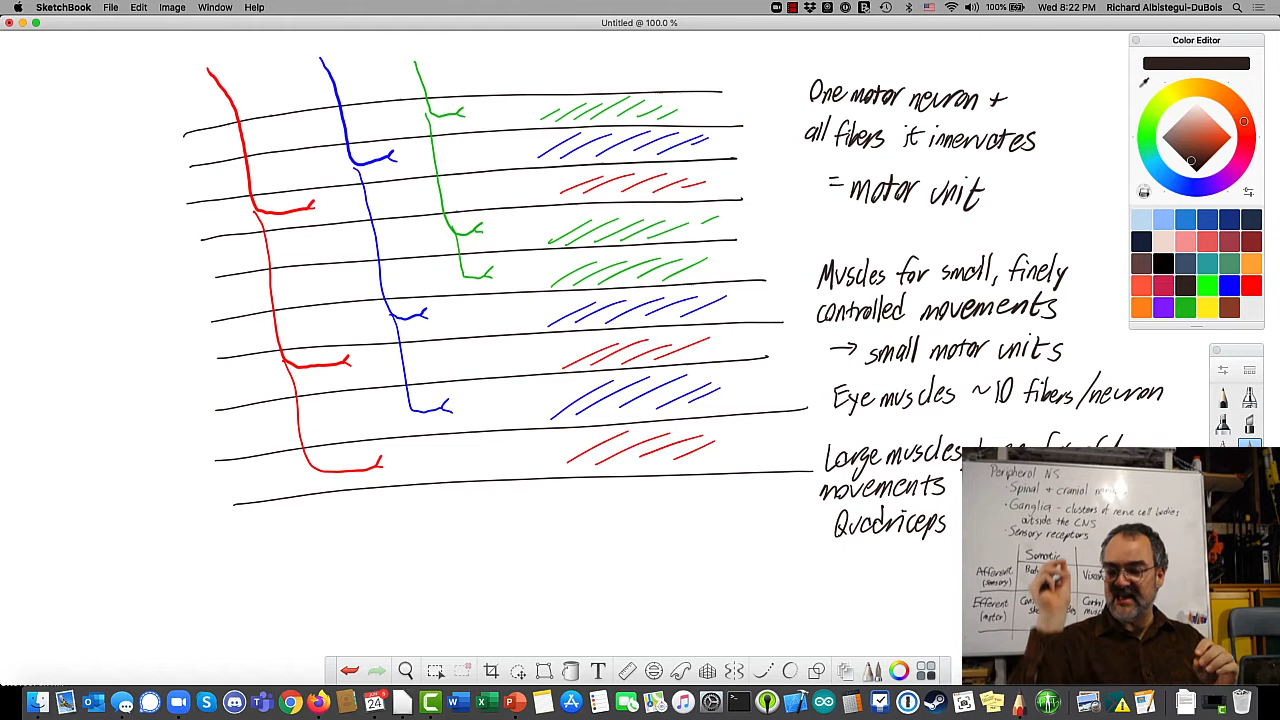 SketchBook File Edit Image Window Help
100% Wed 8:22 PM Richard Albistegui-DuBois
Untitled @ 100.0 %
Color Editor
One motor neuron +
all fibers it innervates
= motor unit
Muscles for small, finely
controlled movements
→ small motor units
Eye muscles ~10 fibers/neuron
Large muscles
movements
Quadriceps
Peripheral NS
• Spinal + cranial
• Ganglia - clusters of nerve cell bodies
outside the CNS
• Sensory receptors
Somatic
Afferent
(sensory)
Efferent
(motor)
JUN
24